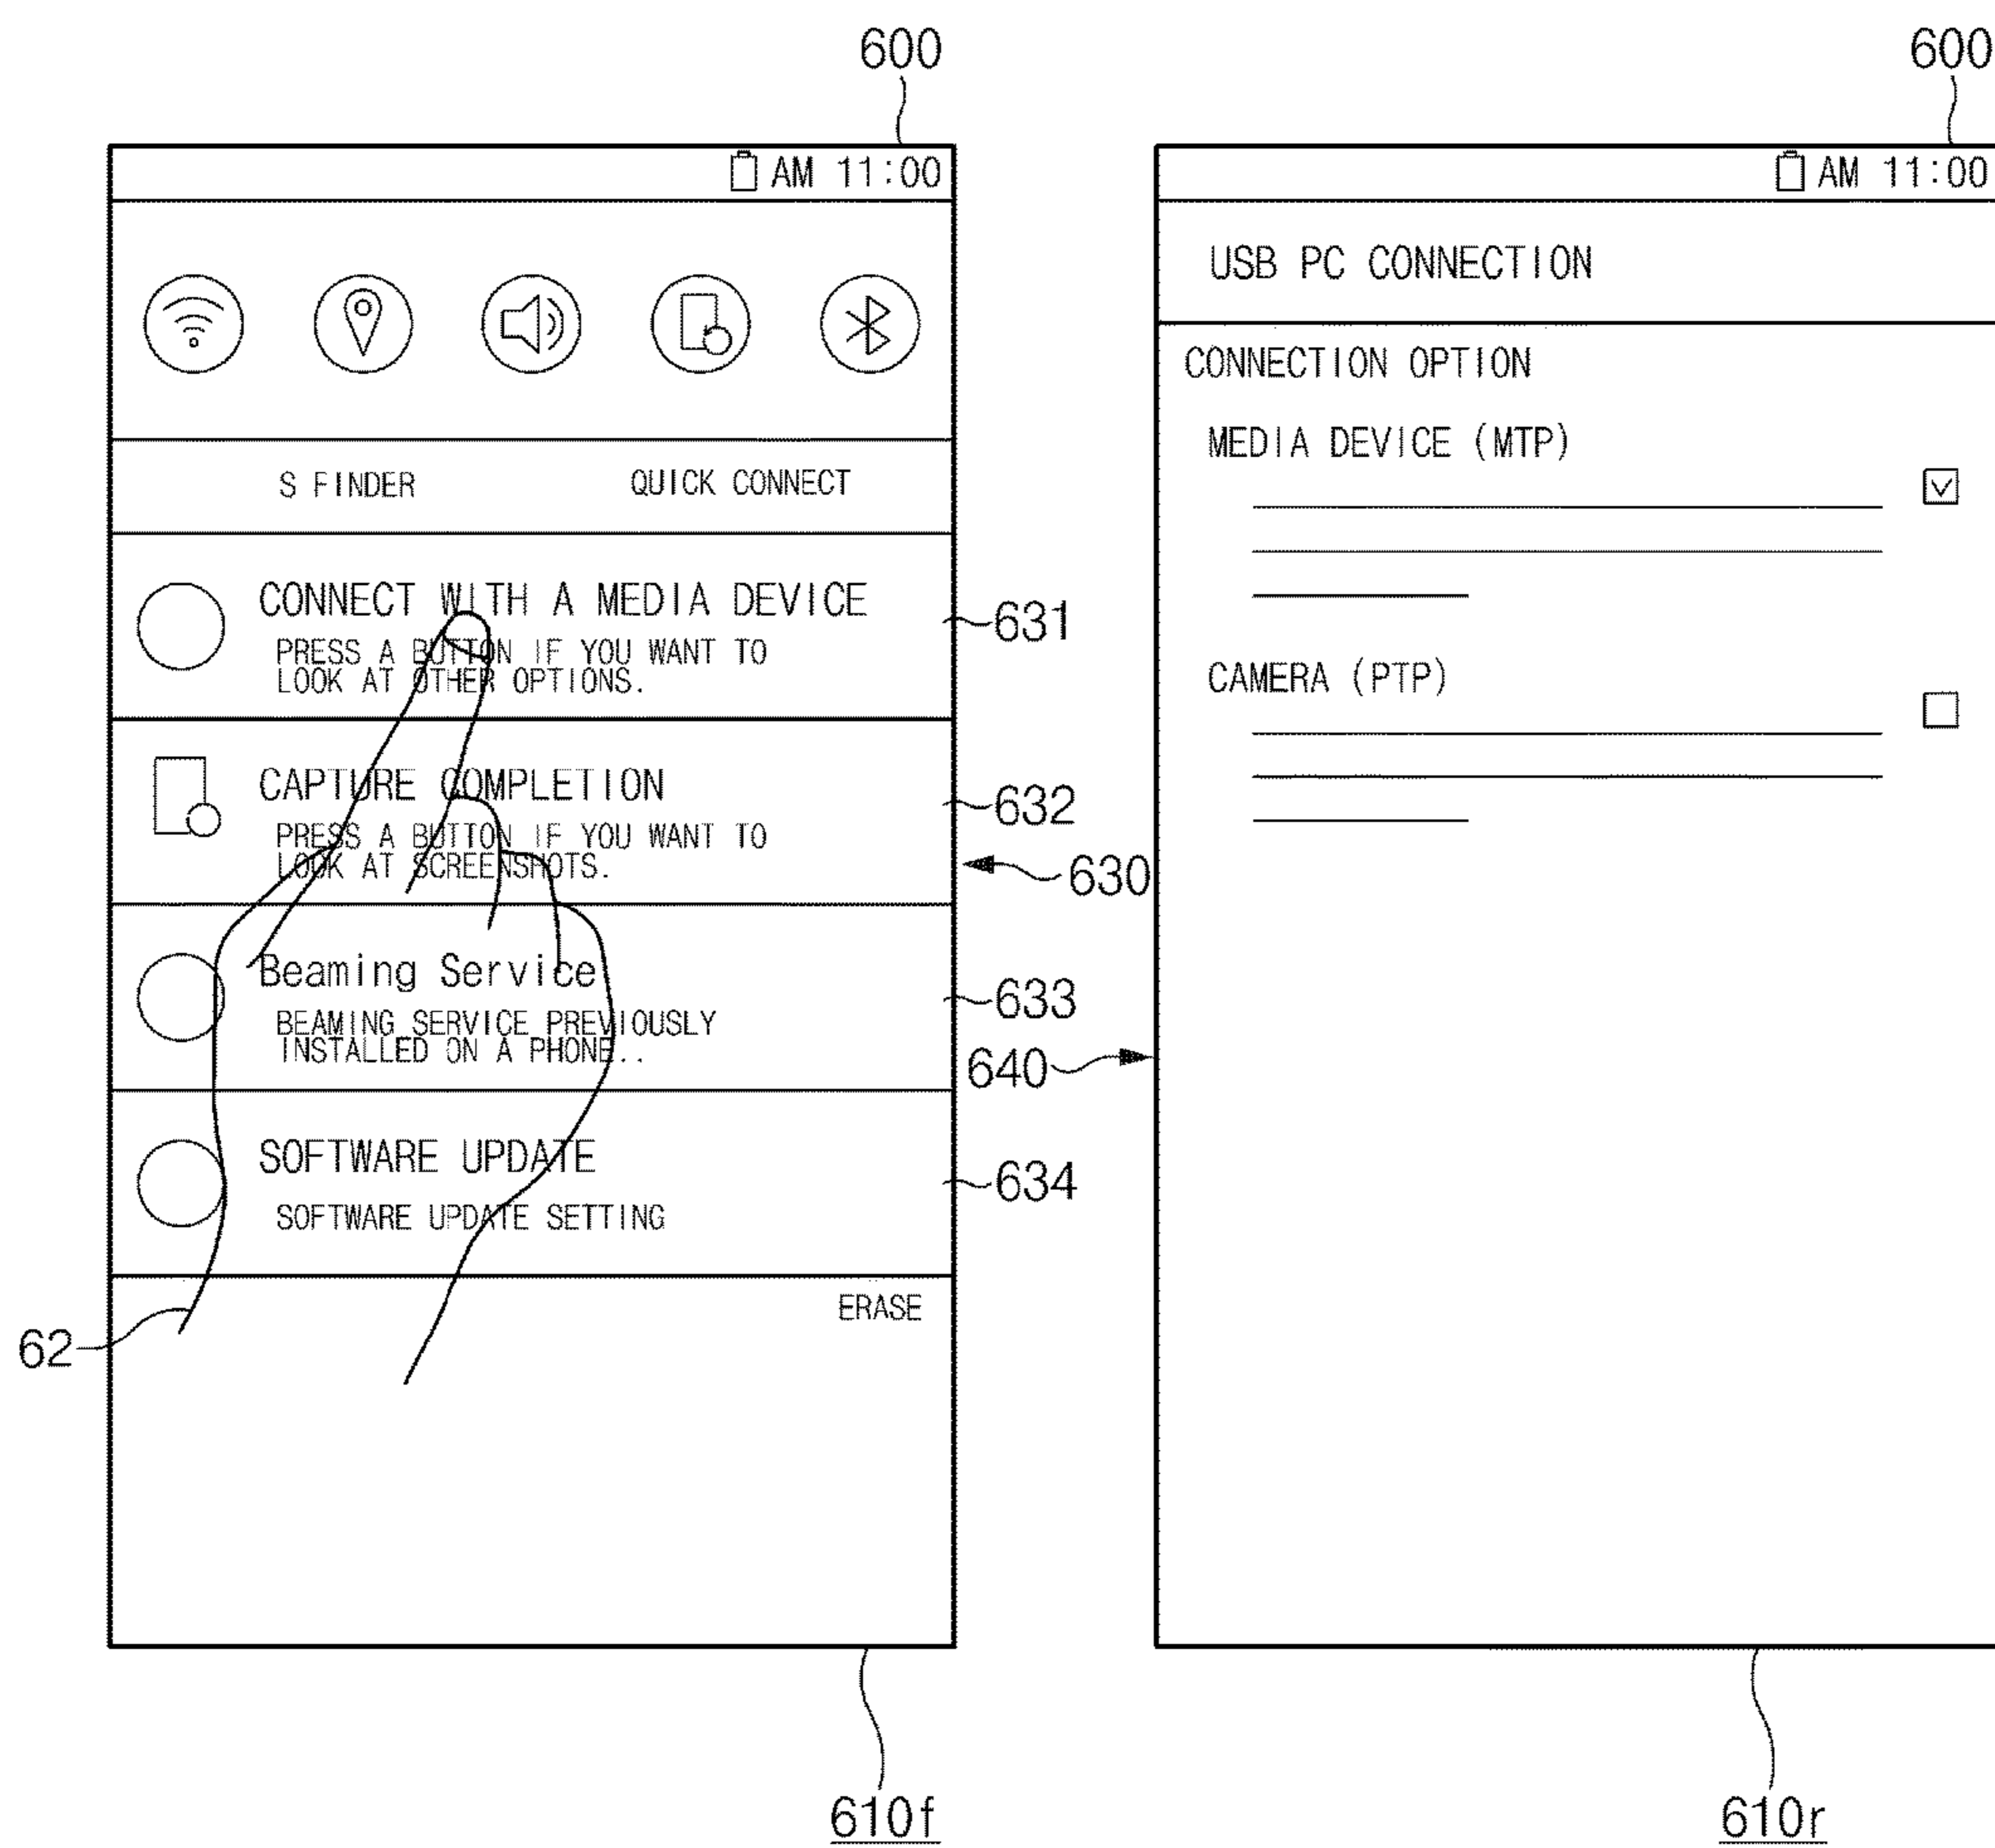 600
AM 11:00
S FINDER
QUICK CONNECT
CONNECT WITH A MEDIA DEVICE
PRESS A BUTTON IF YOU WANT TO
LOOK AT OTHER OPTIONS.
631
CAPTURE COMPLETION
PRESS A BUTTON IF YOU WANT TO
LOOK AT SCREENSHOTS.
632
630
Beaming Service
BEAMING SERVICE PREVIOUSLY
INSTALLED ON A PHONE..
633
SOFTWARE UPDATE
SOFTWARE UPDATE SETTING
634
ERASE
62
610f
600
AM 11:00
USB PC CONNECTION
CONNECTION OPTION
MEDIA DEVICE (MTP)
CAMERA (PTP)
640
610r